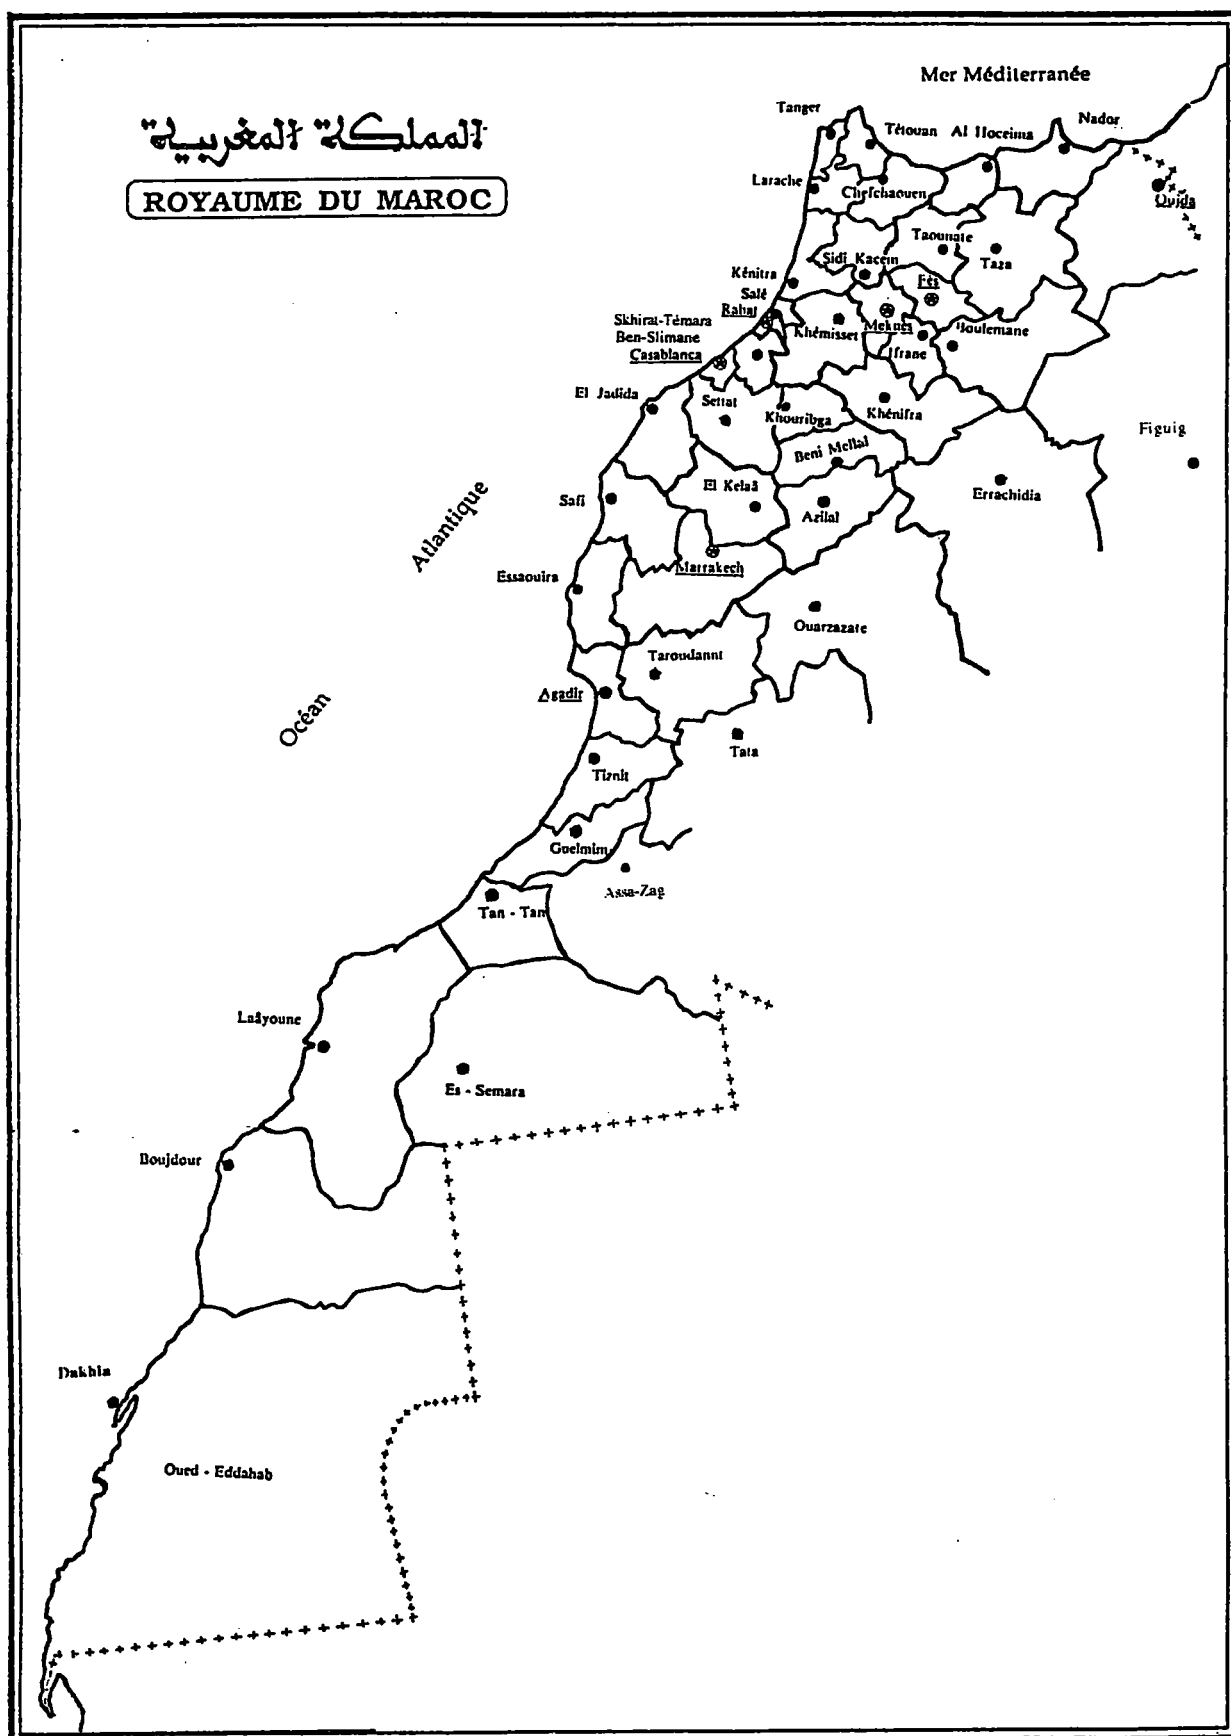 المملكة المغربية
ROYAUME DU MAROC
Mer Méditerranée
Tanger
Tétouan
Al Hoceima
Nador
Larache
Chefchaouen
Oujda
Taounate
Taza
Sidi Kacem
Kénitra
Fès
Salé
Rabat
Skhirat-Témara
Khémisset
Meknès
Boulemane
Ben-Slimane
Ifrane
Casablanca
El Jadida
Settat
Khouribga
Khénifra
Figuig
Beni Mellal
El Kelaâ
Errachidia
Safi
Azilal
Atlantique
Marrakech
Essaouira
Ouarzazate
Taroudannt
Agadir
Océan
Tata
Tiznit
Guelmim
Assa-Zag
Tan - Tan
Laâyoune
Es - Semara
Boujdour
Dakhla
Oued - Eddahab